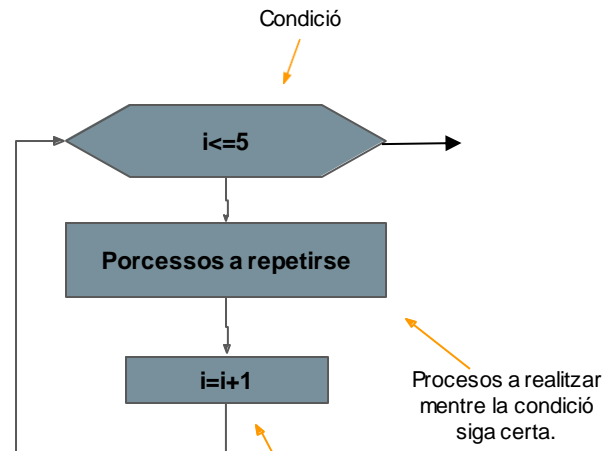 Condició
i<=5
Porcessos a repetirse
i=i+1
Procesos a realitzar
mentre la condició
siga certa.